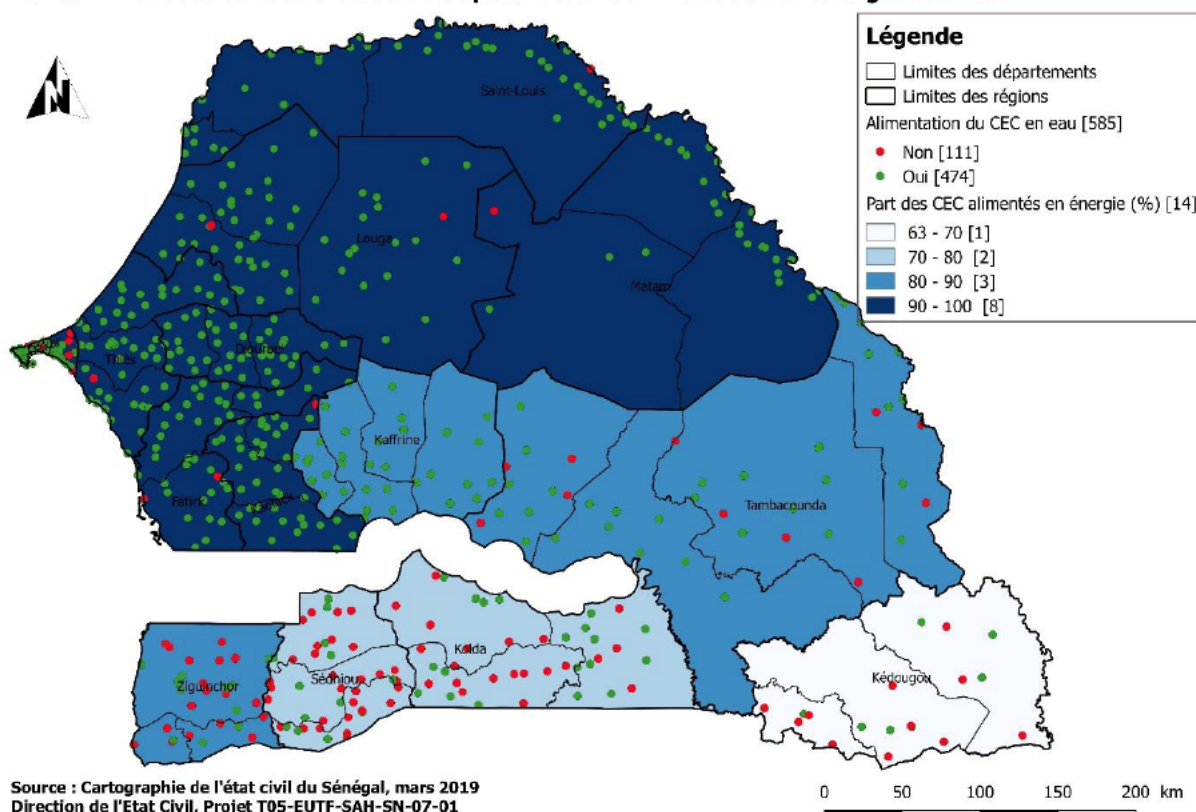 N
Légende
Limites des départements
Limites des régions
Alimentation du CEC en eau [585]
Non [111]
Oui [474]
Part des CEC alimentés en énergie (%) [14]
63 - 70 [1]
70 - 80 [2]
80 - 90 [3]
90 - 100 [8]
Saint-Louis
Louga
Matam
Thiès
Diourbel
Kaffrine
Fatick
Tambacounda
Kolda
Sédhiou
Ziguinchor
Kédougou
Source : Cartographie de l'état civil du Sénégal, mars 2019
Direction de l'Etat Civil, Projet T05-EUTF-SAH-SN-07-01
0 50 100 150 200 km